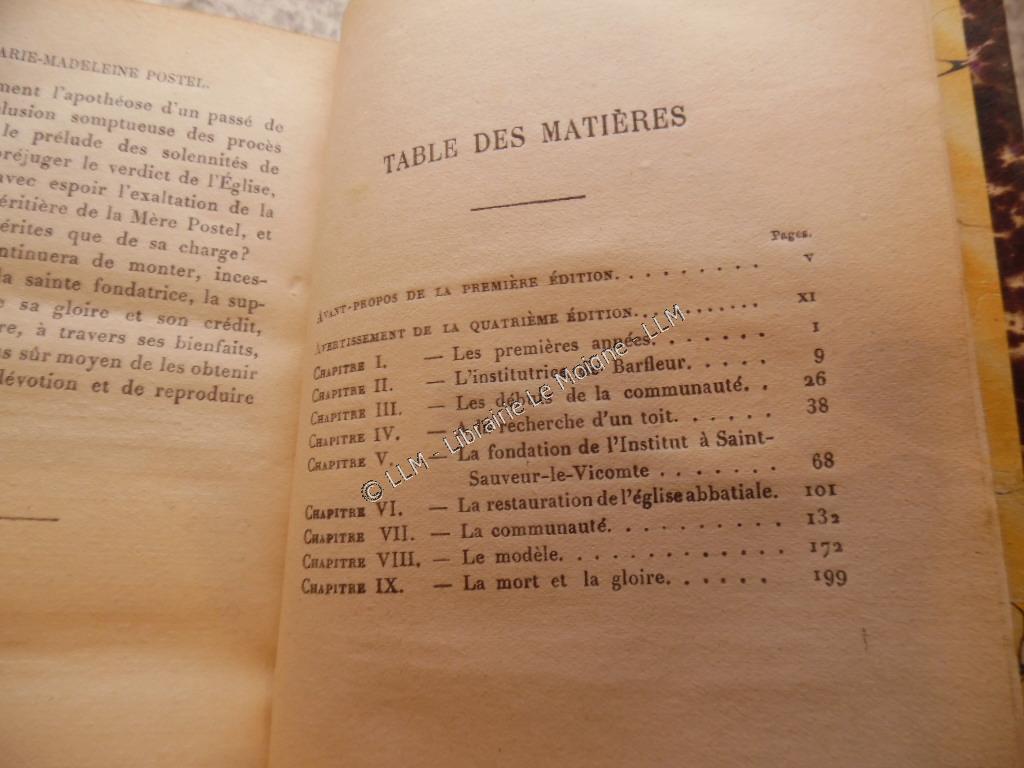 ARIE-MADELEINE POSTEL.
ment l'apothéose d'un passé de
lusion somptueuse des procès
le prélude des solennités de
préjuger le verdict de l'Église,
avec espoir l'exaltation de la
éritière de la Mère Postel, et
érites que de sa charge?
ntinuera de monter, inces-
la sainte fondatrice, la sup-
e sa gloire et son crédit,
re, à travers ses bienfaits,
us sûr moyen de les obtenir
dévotion et de reproduire
TABLE DES MATIÈRES
Pages.
AVANT-PROPOS DE LA PREMIÈRE ÉDITION. . . . . . . . . V
AVERTISSEMENT DE LA QUATRIÈME ÉDITION. . . . . . . . XI
CHAPITRE I. — Les premières années. . . . . . . 1
CHAPITRE II. — L'institutrice de Barfleur. . . . . 9
CHAPITRE III. — Les débuts de la communauté. . . 26
CHAPITRE IV. — A la recherche d'un toit. . . . . . 38
CHAPITRE V. — La fondation de l'Institut à Saint-
Sauveur-le-Vicomte . . . . . . . 68
CHAPITRE VI. — La restauration de l'église abbatiale. 101
CHAPITRE VII. — La communauté. . . . . . . . . . 132
CHAPITRE VIII. — Le modèle. . . . . . . . . . . . 172
CHAPITRE IX. — La mort et la gloire. . . . . . 199
© LLM - Librairie Le Moigne - LLM